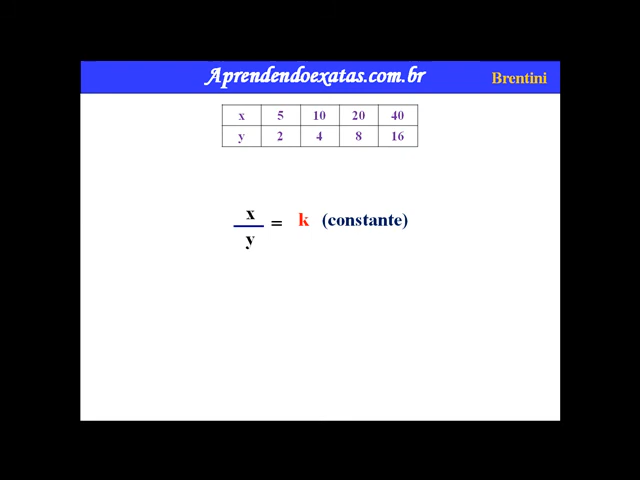 Aprendendoexatas.com.br
Brentini
x 5 10 20 40
y 2 4 8 16
x
= k (constante)
y